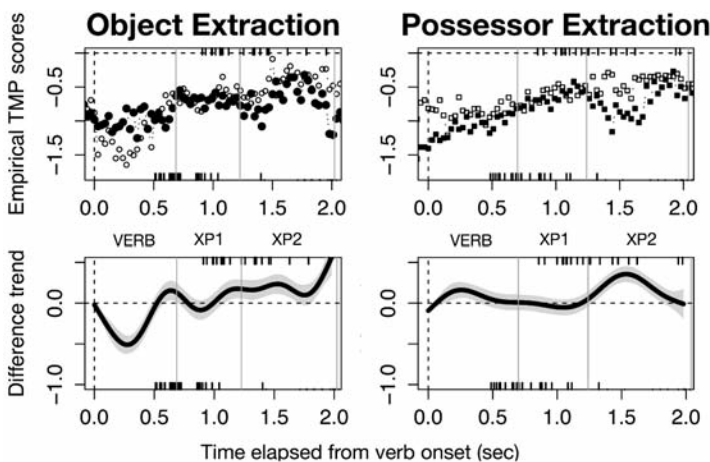 Object Extraction
Possessor Extraction
Empirical TMP scores
-0.5
-1.5
-0.5
-1.5
0.0 0.5 1.0 1.5 2.0
0.0 0.5 1.0 1.5 2.0
VERB XP1 XP2
VERB XP1 XP2
Difference trend
0.0
-1.0
0.0
-1.0
0.0 0.5 1.0 1.5 2.0
0.0 0.5 1.0 1.5 2.0
Time elapsed from verb onset (sec)